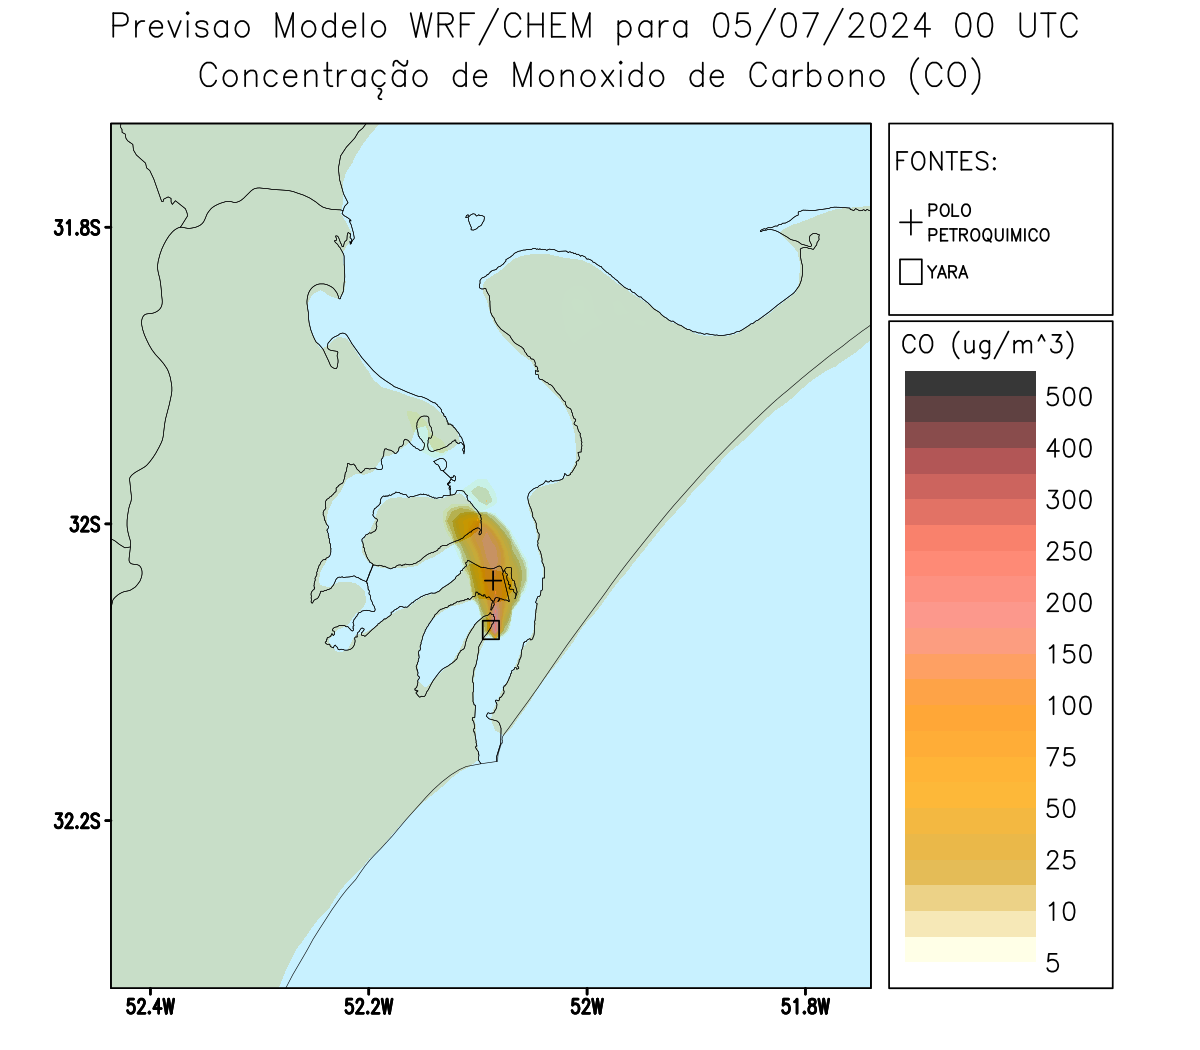 Previsao Modelo WRF/CHEM para 05/07/2024 00 UTC
Concentração de Monoxido de Carbono (CO)
FONTES:
POLO
PETROQUIMICO
YARA
CO (ug/m^3)
500
400
300
250
200
150
100
75
50
25
10
5
31.8S
32S
32.2S
52.4W
52.2W
52W
51.8W